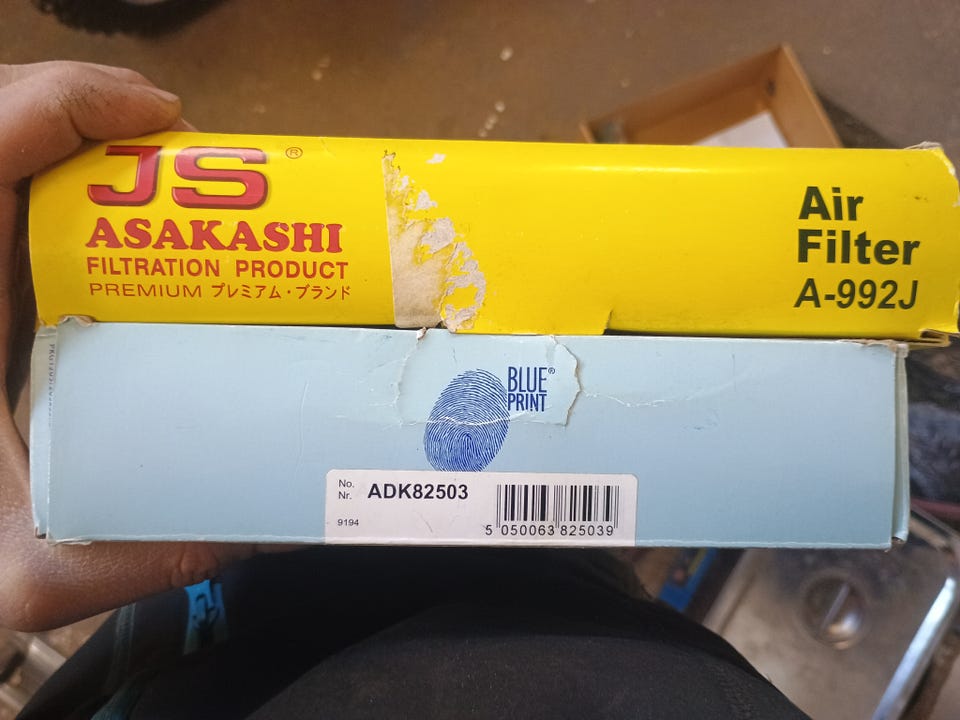 JS®
ASAKASHI
FILTRATION PRODUCT
PREMIUM プレミアム・ブランド
Air
Filter
A-992J
BLUE®
PRINT
No.
Nr. ADK82503
9194
5 050063 825039